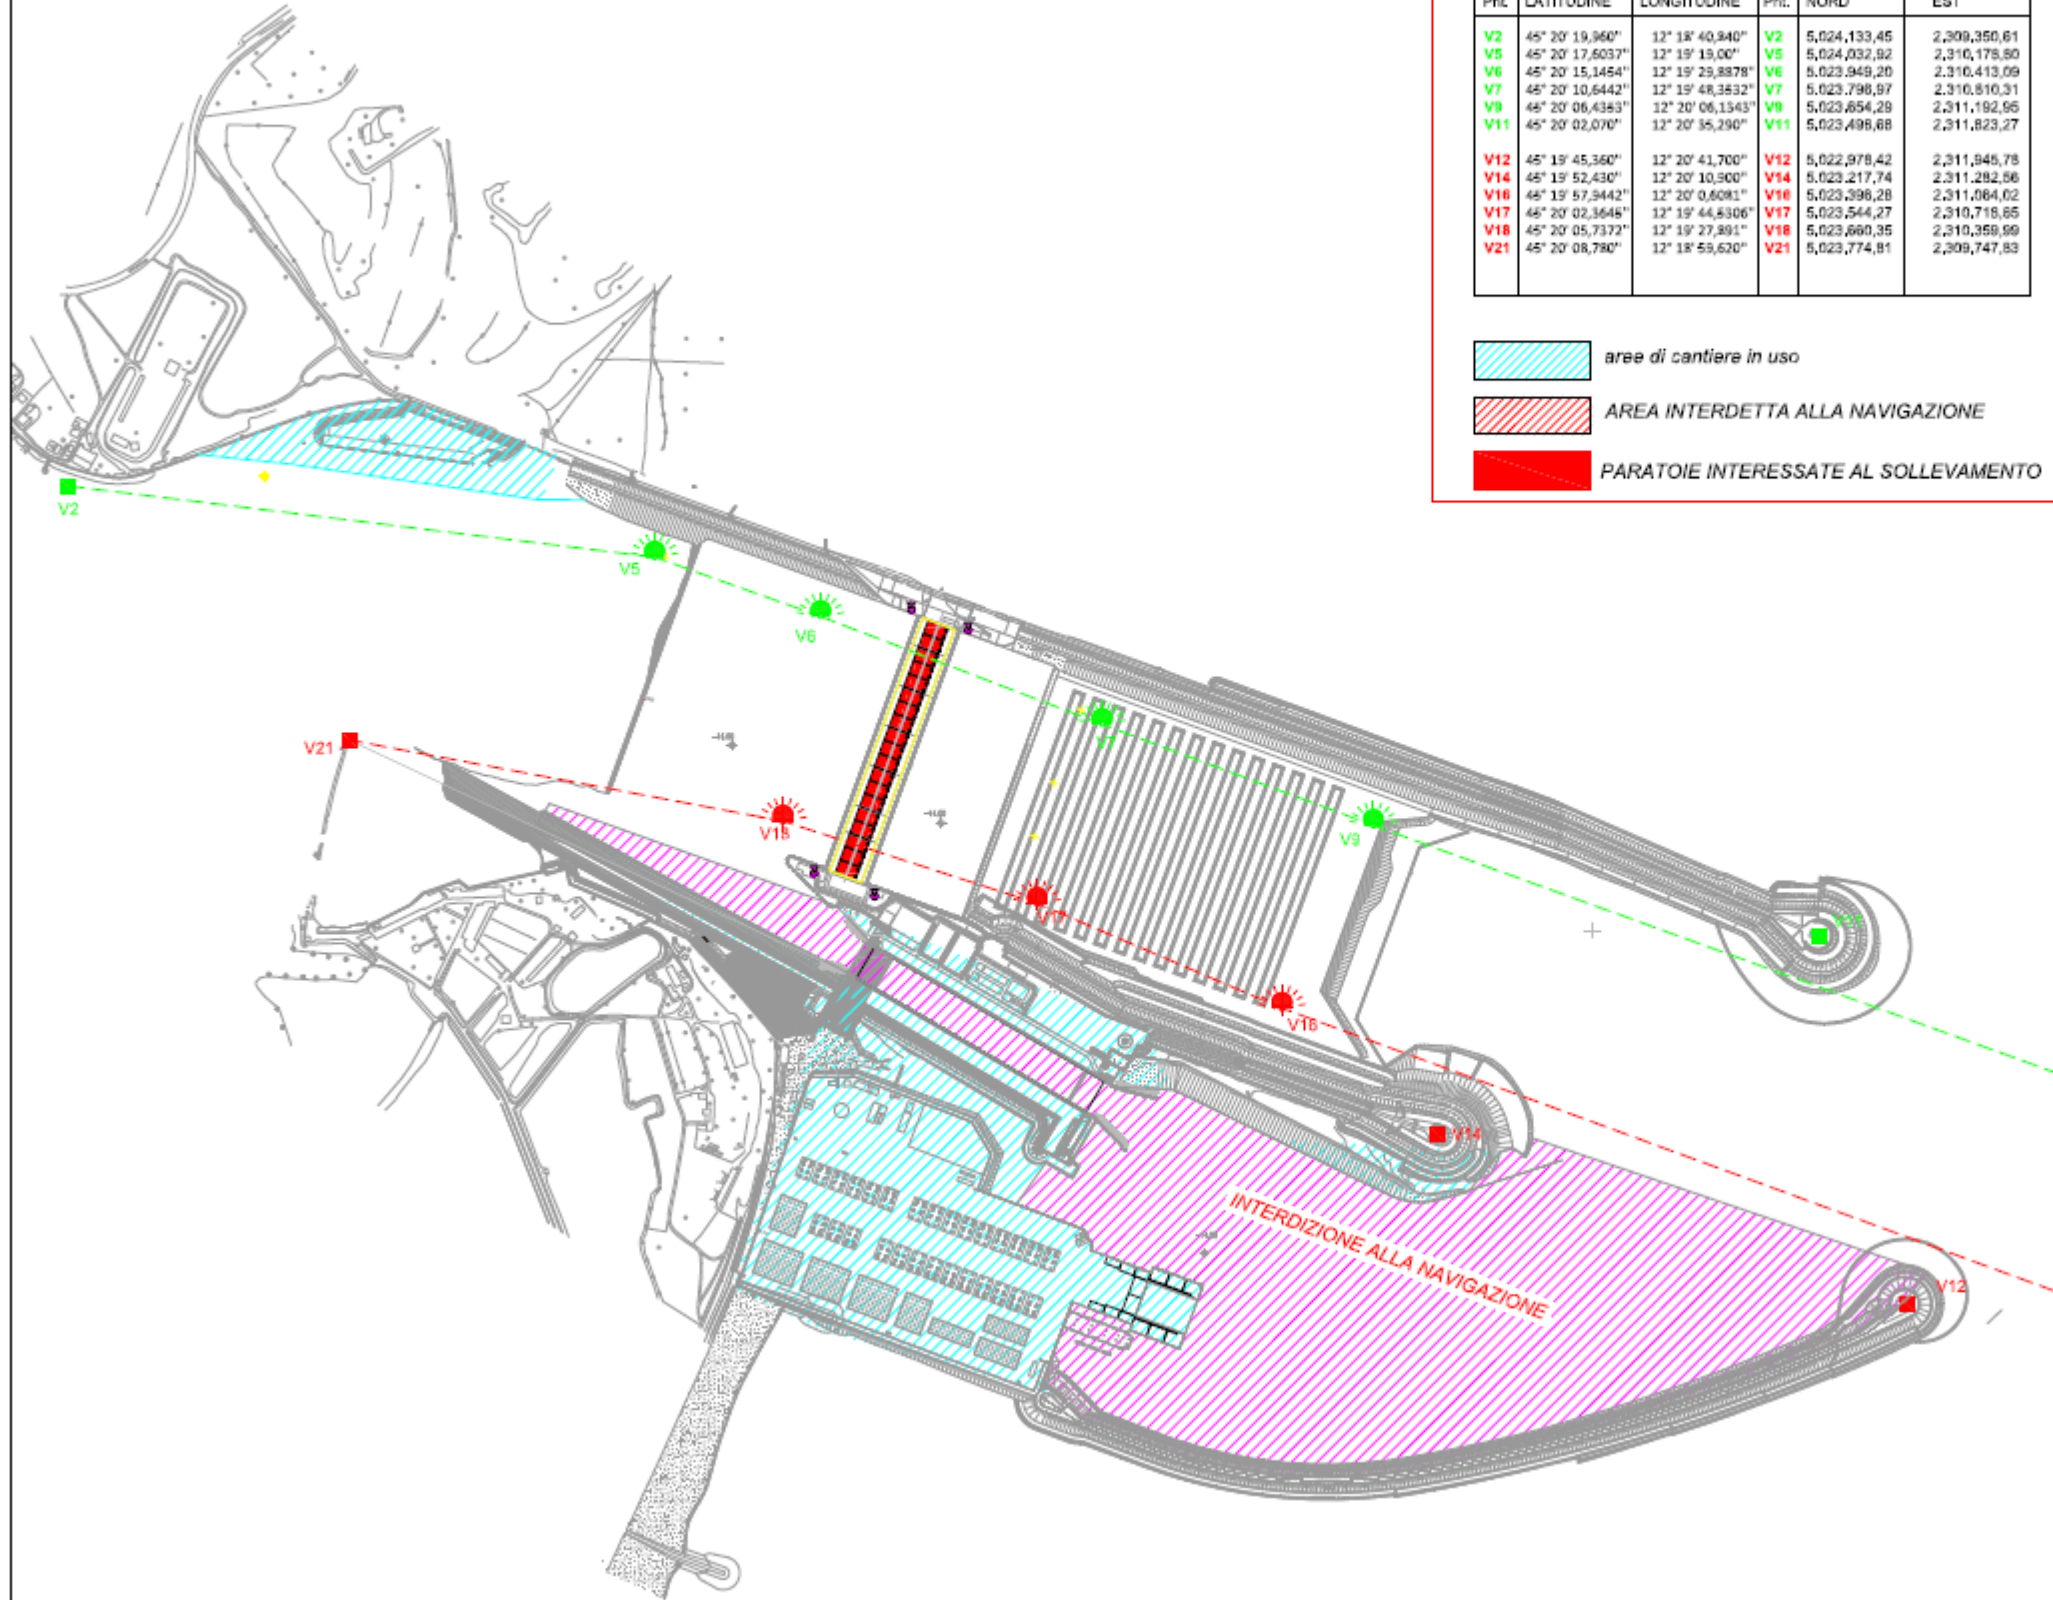 Pnt. LATITUDINE LONGITUDINE Pnt. NORD EST
V2 45° 20' 19,960" 12° 18' 40,840" V2 5,024,133,45 2,309,350,61
V5 45° 20' 17,6037" 12° 19' 19,00" V5 5,024,032,92 2,310,178,80
V6 45° 20' 15,1454" 12° 19' 29,8878" V6 5.023.949,20 2.310.413,09
V7 45° 20' 10,6442" 12° 19' 48,3532" V7 5.023.798,97 2.310.810,31
V9 45° 20' 06,4353" 12° 20' 06,1343" V9 5.023.654,29 2.311.192,95
V11 45° 20' 02,070" 12° 20' 35,290" V11 5,023,498,68 2,311,823,27
V12 45° 19' 45,360" 12° 20' 41,700" V12 5,022,978,42 2,311,945,78
V14 45° 19' 52,430" 12° 20' 10,900" V14 5.023.217,74 2.311.282,56
V16 45° 19' 57,9442" 12° 20' 0,6081" V16 5.023.396,28 2.311.064,02
V17 45° 20' 02,3645" 12° 19' 44,5306" V17 5.023.544,27 2.310.718,65
V18 45° 20' 05,7372" 12° 19' 27,891" V18 5,023,660,35 2,310,359,99
V21 45° 20' 08,780" 12° 18' 59,620" V21 5,023,774,81 2,309,747,83
aree di cantiere in uso
AREA INTERDETTA ALLA NAVIGAZIONE
PARATOIE INTERESSATE AL SOLLEVAMENTO
V2
V5
V6
V7
V21
V18
V9
V17
V11
V16
V14
INTERDIZIONE ALLA NAVIGAZIONE
V12